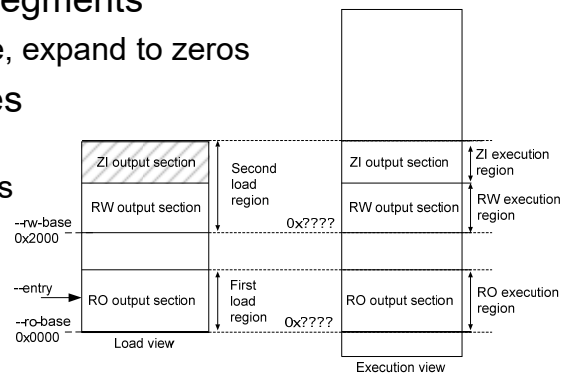 egments
e, expand to zeros
es
s
ZI output section
RW output section
--rw-base
0x2000
--entry
RO output section
--ro-base
0x0000
Load view
Second
load
region
First
load
region
0x????
0x????
ZI output section
RW output section
RO output section
Execution view
ZI execution
region
RW execution
region
RO execution
region